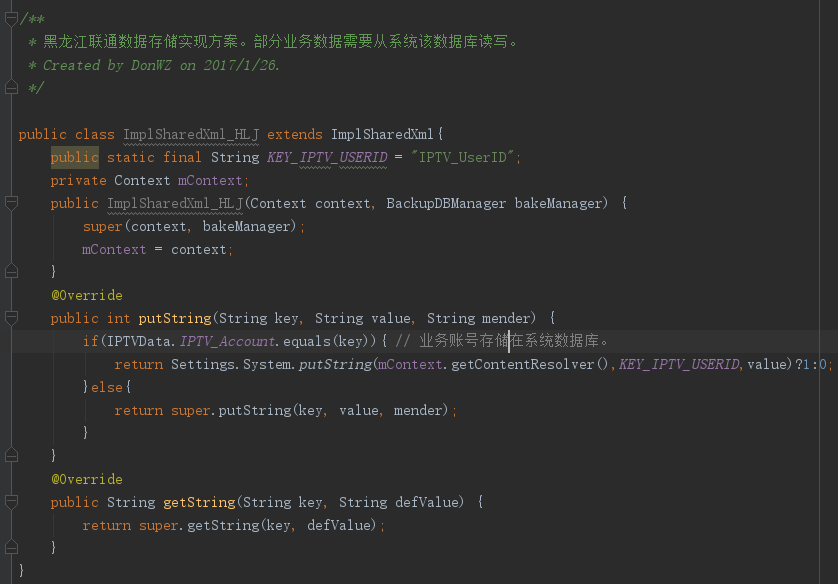 /**
 * 黑龙江联通数据存储实现方案。部分业务数据需要从系统该数据库读写。
 * Created by DonWZ on 2017/1/26.
 */
public class ImplSharedXml_HLJ extends ImplSharedXml{
    public static final String KEY_IPTV_USERID = "IPTV_UserID";
    private Context mContext;
    public ImplSharedXml_HLJ(Context context, BackupDBManager bakeManager) {
        super(context, bakeManager);
        mContext = context;
    }
    @Override
    public int putString(String key, String value, String mender) {
        if(IPTVData.IPTV_Account.equals(key)){ // 业务账号存储在系统数据库。
            return Settings.System.putString(mContext.getContentResolver(),KEY_IPTV_USERID,value)?1:0;
        }else{
            return super.putString(key, value, mender);
        }
    }
    @Override
    public String getString(String key, String defValue) {
        return super.getString(key, defValue);
    }
}